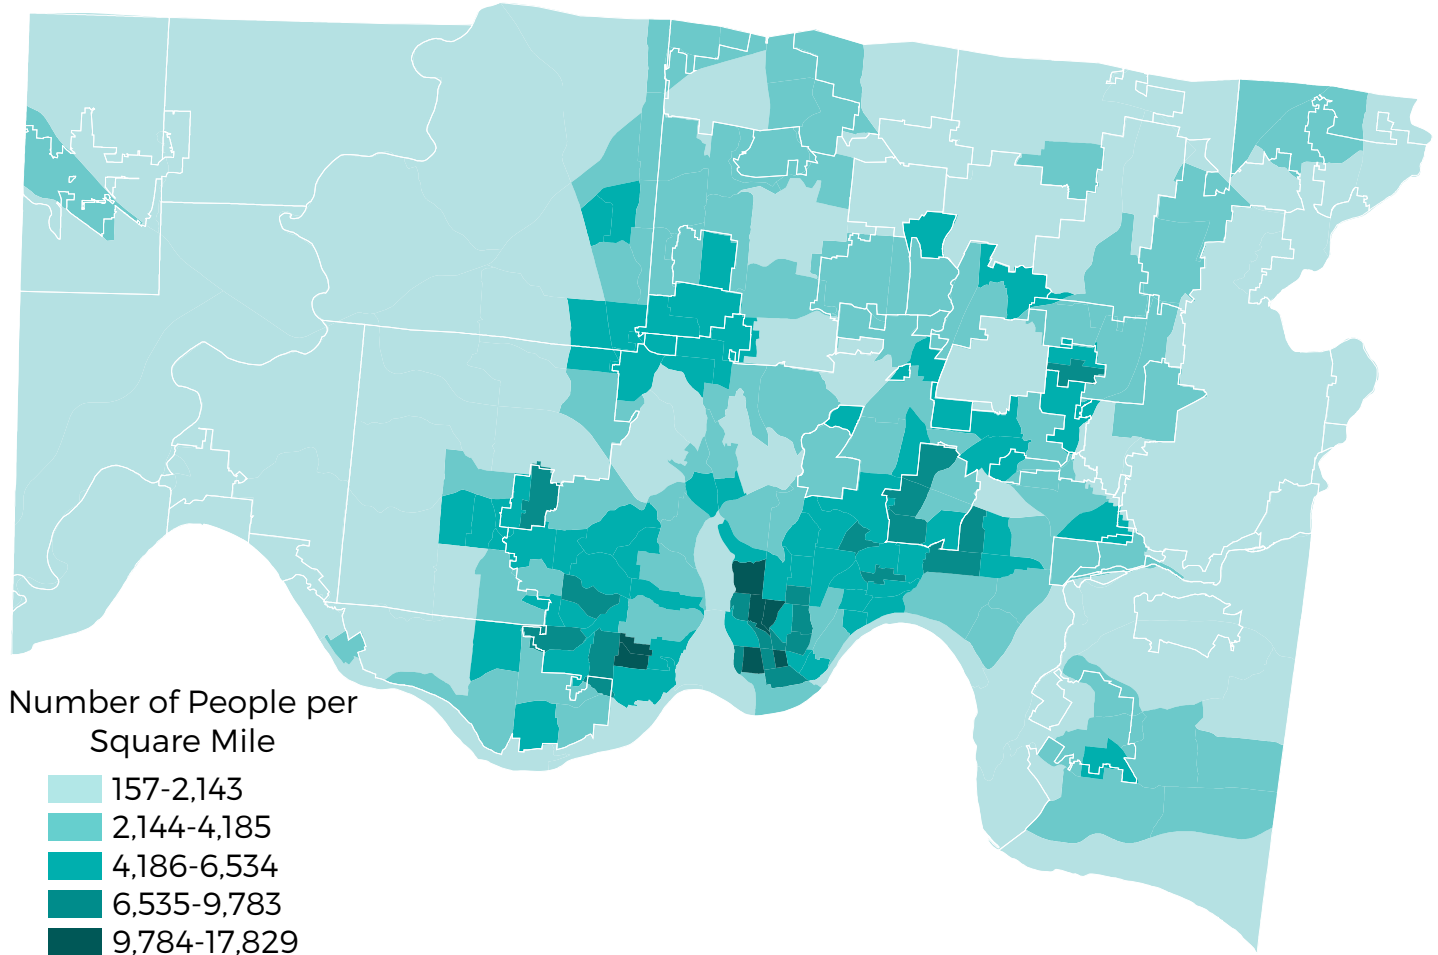 Number of People per
Square Mile
157-2,143
2,144-4,185
4,186-6,534
6,535-9,783
9,784-17,829